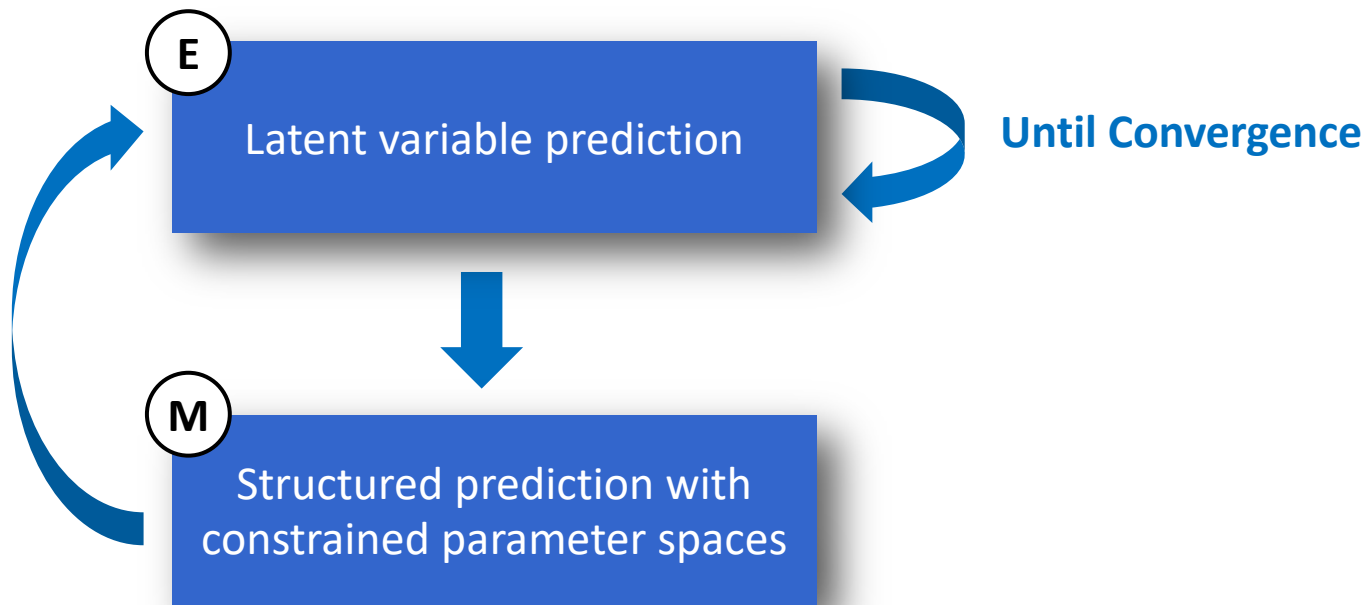 E
Latent variable prediction
Until Convergence
M
Structured prediction with
constrained parameter spaces